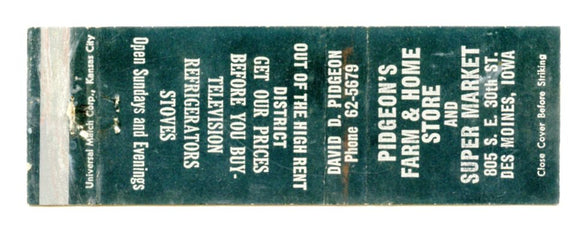 Close Cover Before Striking
PIDGEON'S
FARM & HOME
STORE
AND
SUPER MARKET
805 S. E. 30th ST.
DES MOINES, IOWA
DAVID D. PIDGEON
Phone 62-5679
OUT OF THE HIGH RENT
DISTRICT
GET OUR PRICES
BEFORE YOU BUY-
TELEVISION
REFRIGERATORS
STOVES
Open Sundays and Evenings
Universal Match Corp., Kansas City